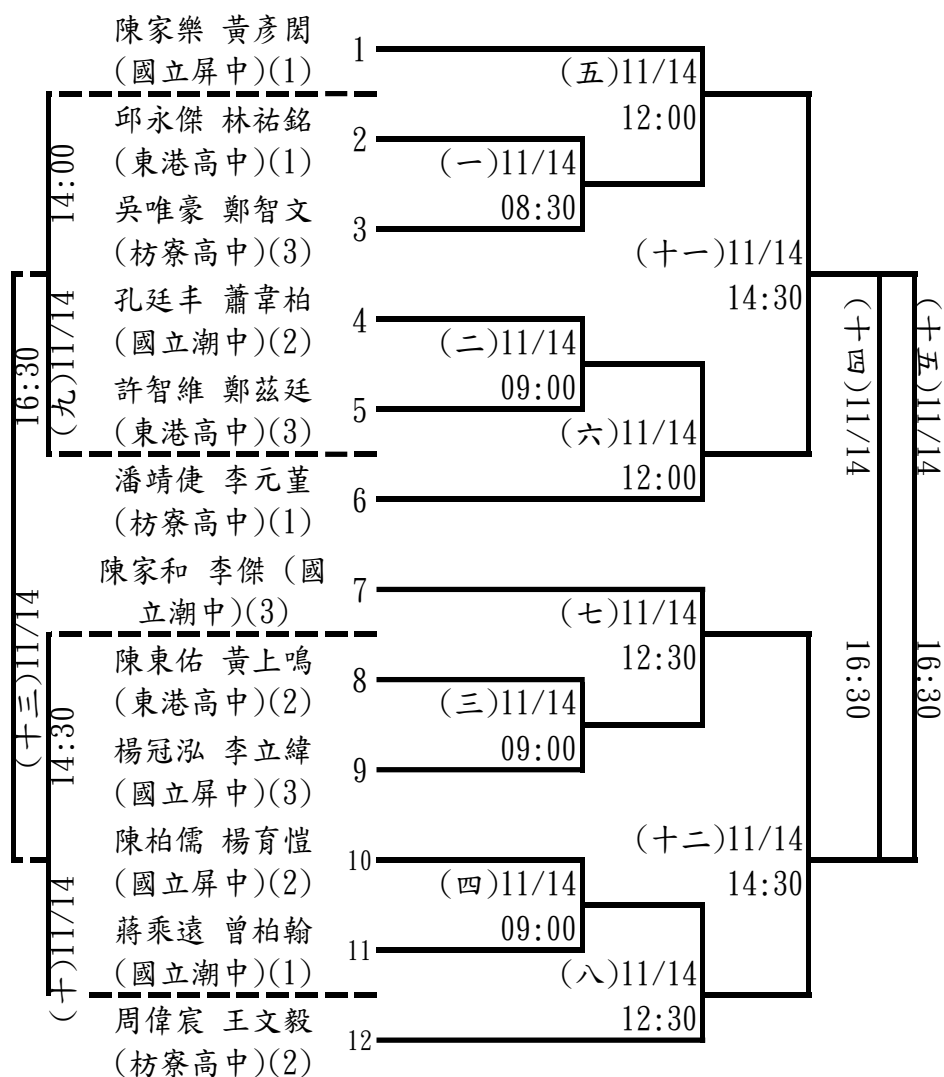 陳家樂 黃彥閎
(國立屏中)(1)
1
(五)11/14
12:00
邱永傑 林祐銘
(東港高中)(1)
2
(一)11/14
08:30
吳唯豪 鄭智文
(枋寮高中)(3)
3
(十一)11/14
14:30
孔廷丰 蕭韋柏
(國立潮中)(2)
4
(二)11/14
09:00
許智維 鄭茲廷
(東港高中)(3)
5
(六)11/14
12:00
潘靖倢 李元堇
(枋寮高中)(1)
6
(九)11/14 14:00
(十四)11/14 16:30
(十五)11/14 16:30
(十三)11/14 16:30
陳家和 李傑 (國
立潮中)(3)
7
(七)11/14
12:30
陳東佑 黃上鳴
(東港高中)(2)
8
(三)11/14
09:00
楊冠泓 李立緯
(國立屏中)(3)
9
(十二)11/14
14:30
陳柏儒 楊育愷
(國立屏中)(2)
10
(四)11/14
09:00
蔣乘遠 曾柏翰
(國立潮中)(1)
11
(八)11/14
12:30
周偉宸 王文毅
(枋寮高中)(2)
12
(十)11/14 14:30